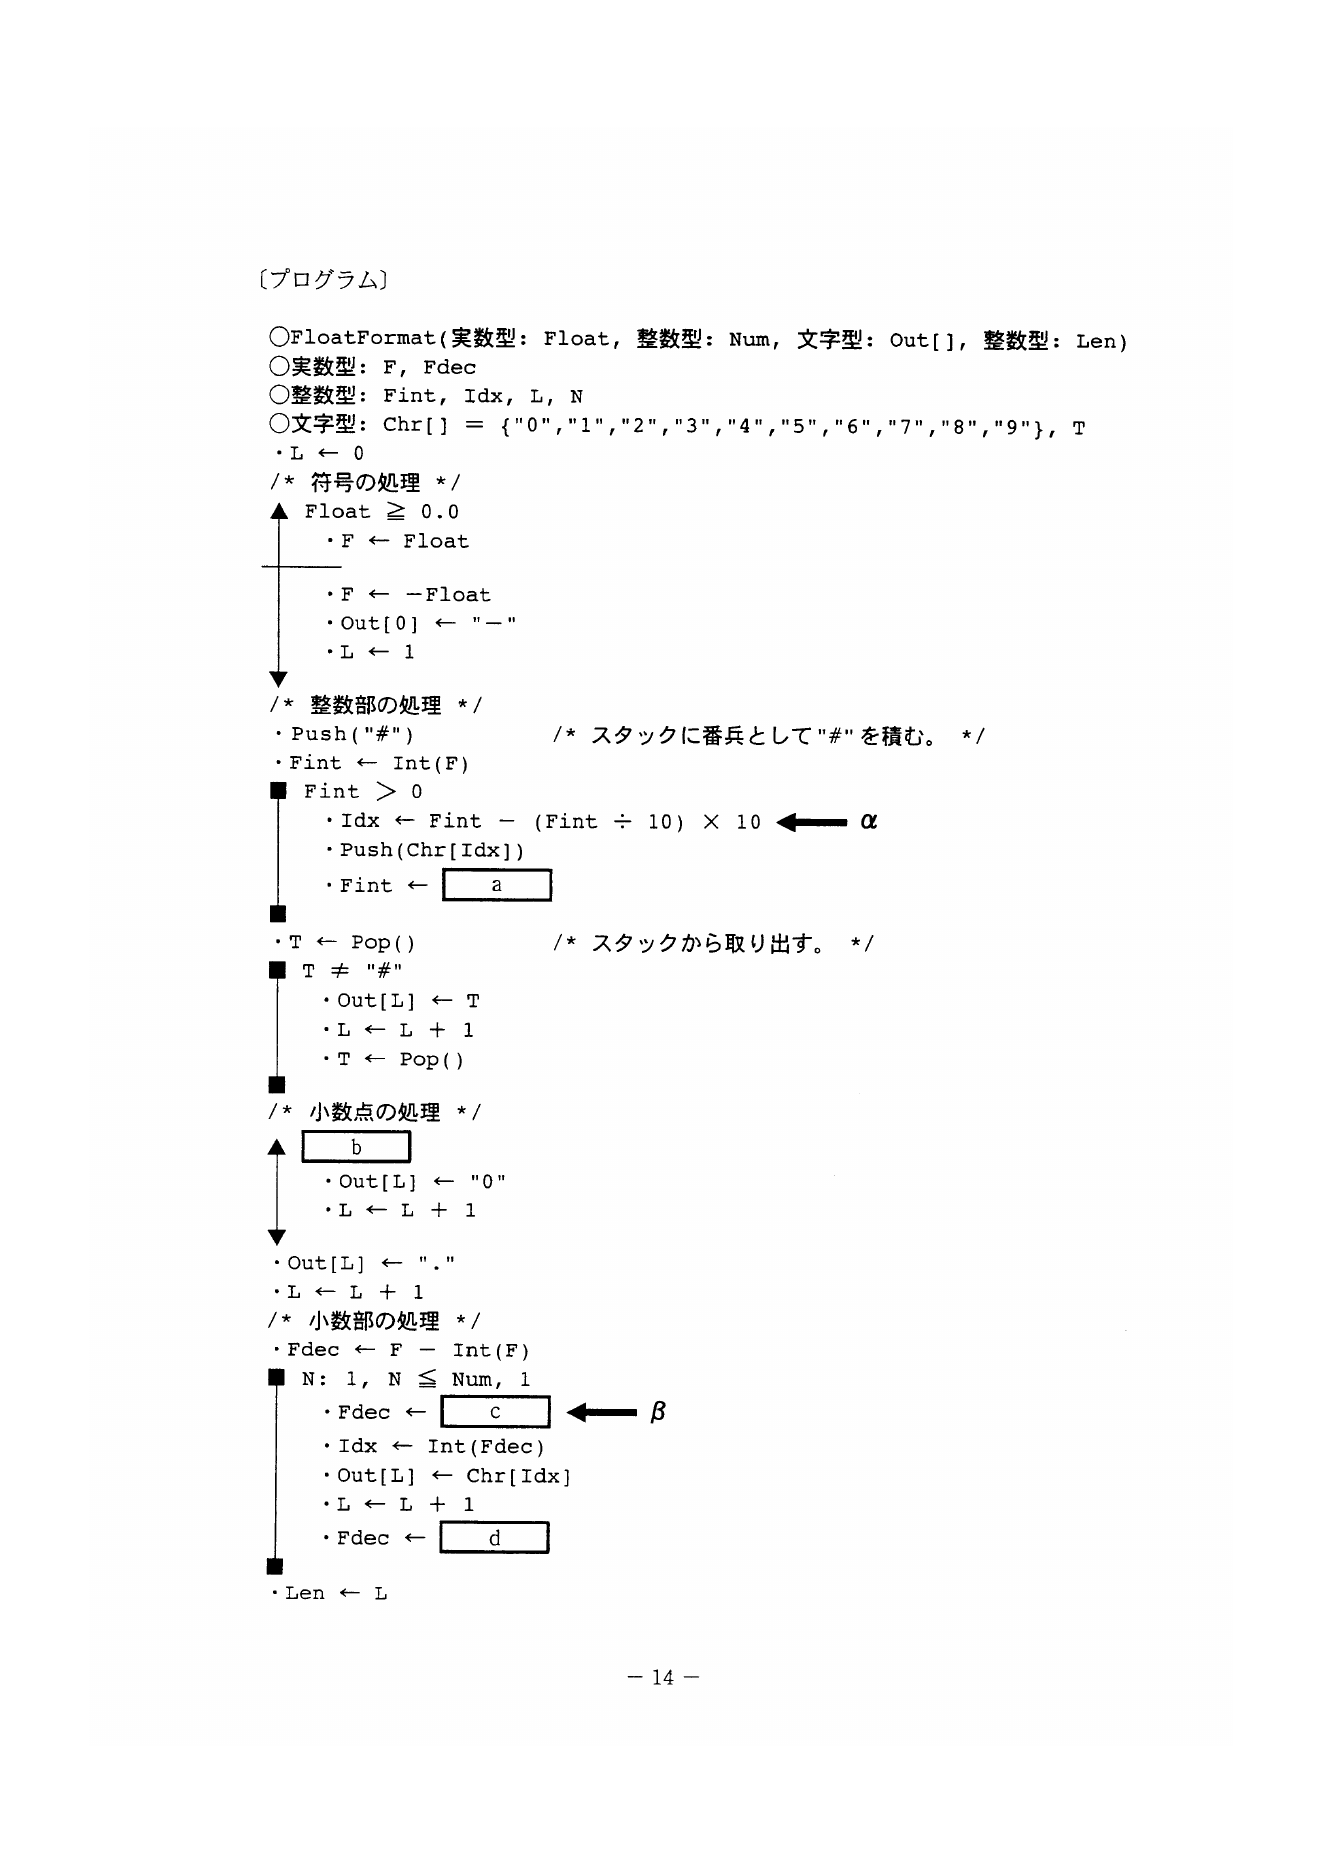 〔プログラム〕
○FloatFormat(実数型: Float, 整数型: Num, 文字型: Out[], 整数型: Len)
○実数型: F, Fdec
○整数型: Fint, Idx, L, N
○文字型: Chr[] = {"0","1","2","3","4","5","6","7","8","9"}, T
・L ← 0
/* 符号の処理 */
▲ Float ≧ 0.0
・F ← Float
・F ← －Float
・Out[0] ← "－"
・L ← 1
▼
/* 整数部の処理 */
・Push("#") /* スタックに番兵として"#"を積む。 */
・Fint ← Int(F)
■ Fint ＞ 0
・Idx ← Fint － (Fint ÷ 10) × 10 ← α
・Push(Chr[Idx])
・Fint ← a
■
・T ← Pop() /* スタックから取り出す。 */
■ T ≠ "#"
・Out[L] ← T
・L ← L ＋ 1
・T ← Pop()
■
/* 小数点の処理 */
▲ b
・Out[L] ← "0"
・L ← L ＋ 1
▼
・Out[L] ← "."
・L ← L ＋ 1
/* 小数部の処理 */
・Fdec ← F － Int(F)
■ N: 1, N ≦ Num, 1
・Fdec ← c ← β
・Idx ← Int(Fdec)
・Out[L] ← Chr[Idx]
・L ← L ＋ 1
・Fdec ← d
■
・Len ← L
－ 14 －